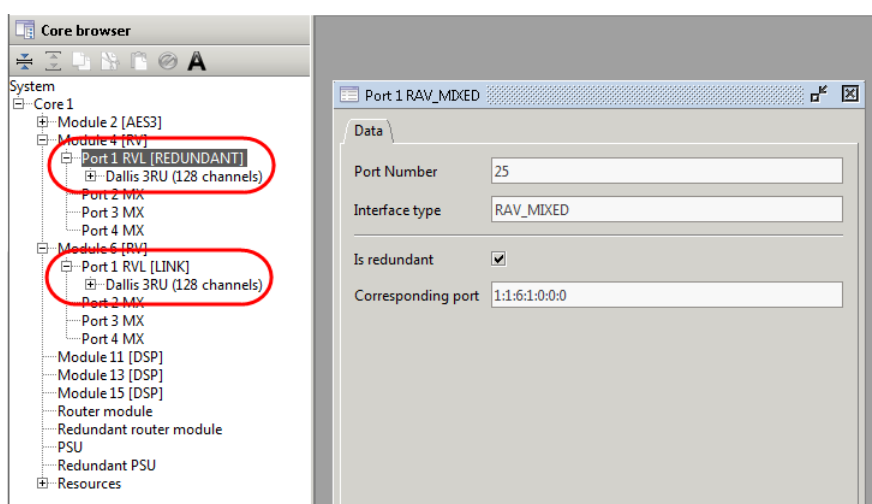 Core browser
A
System
Core 1
Module 2 [AES3]
Module 4 [RV]
Port 1 RVL [REDUNDANT]
Dallis 3RU (128 channels)
Port 2 MX
Port 3 MX
Port 4 MX
Module 6 [RV]
Port 1 RVL [LINK]
Dallis 3RU (128 channels)
Port 2 MX
Port 3 MX
Port 4 MX
Module 11 [DSP]
Module 13 [DSP]
Module 15 [DSP]
Router module
Redundant router module
PSU
Redundant PSU
Resources
Port 1 RAV_MIXED
Data
Port Number 25
Interface type RAV_MIXED
Is redundant
Corresponding port 1:1:6:1:0:0:0